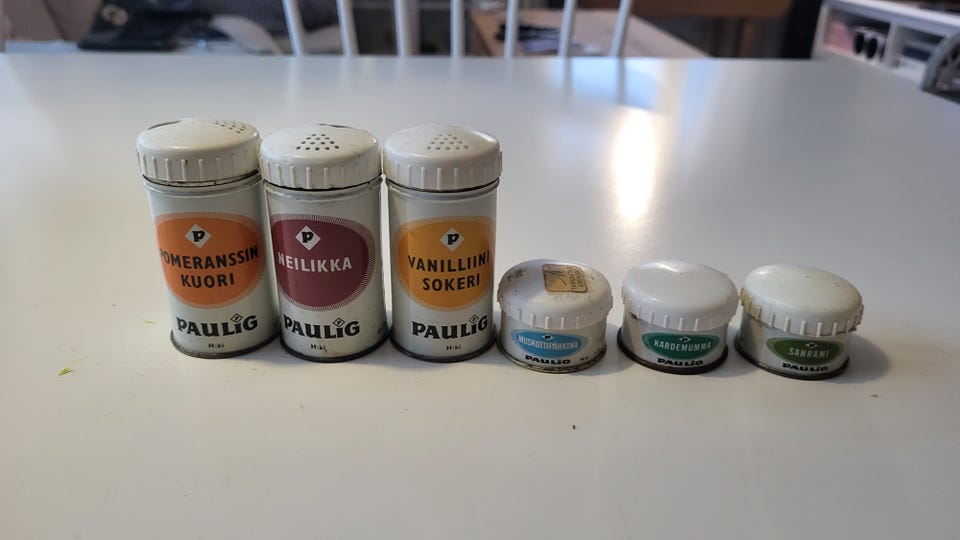 P
POMERANSSIN
KUORI
PAULIG
H:ki
P
NEILIKKA
PAULIG
H:ki
P
VANILLIINI
SOKERI
PAULIG
H:ki
MUSKOTTIPÄHKINÄ
PAULIG
KARDEMUMMA
PAULIG
SAHRAMI
PAULIG